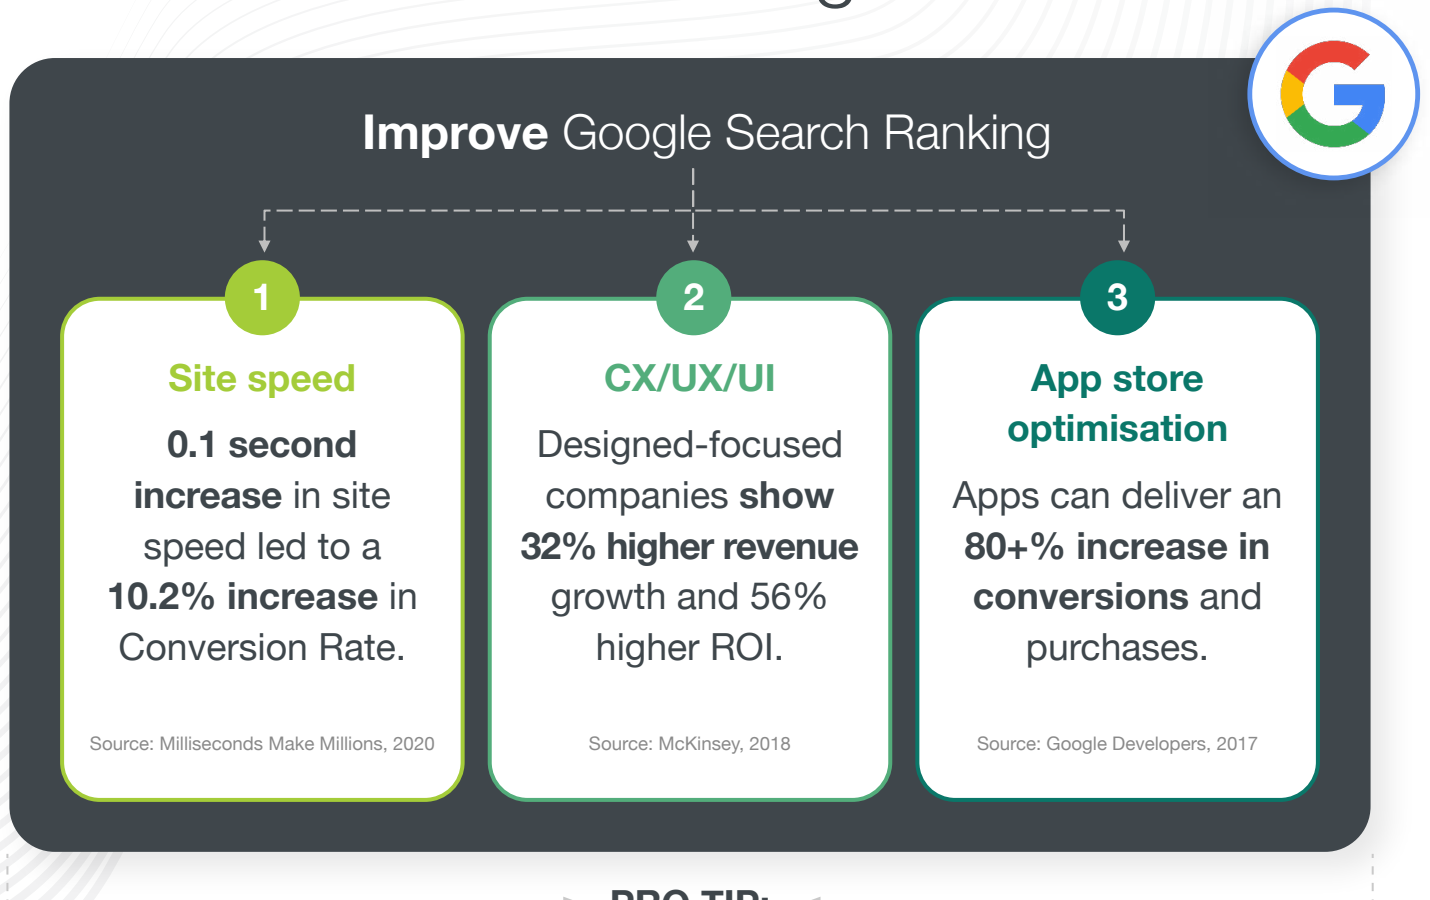 Improve Google Search Ranking
1
Site speed
0.1 second
increase in site
speed led to a
10.2% increase in
Conversion Rate.
Source: Milliseconds Make Millions, 2020
2
CX/UX/UI
Designed-focused
companies show
32% higher revenue
growth and 56%
higher ROI.
Source: McKinsey, 2018
3
App store
optimisation
Apps can deliver an
80+% increase in
conversions and
purchases.
Source: Google Developers, 2017
PRO TIP: